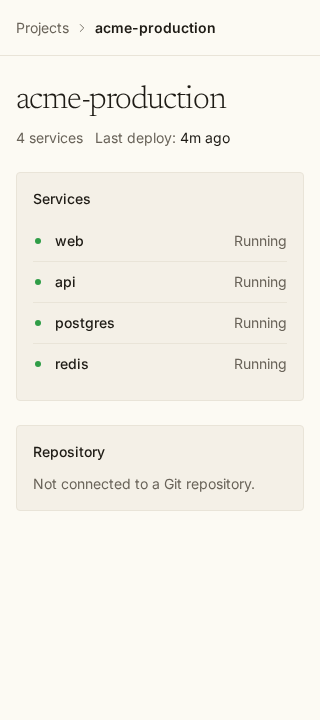 Projects > acme-production
acme-production
4 services Last deploy: 4m ago
Services
web Running
api Running
postgres Running
redis Running
Repository
Not connected to a Git repository.